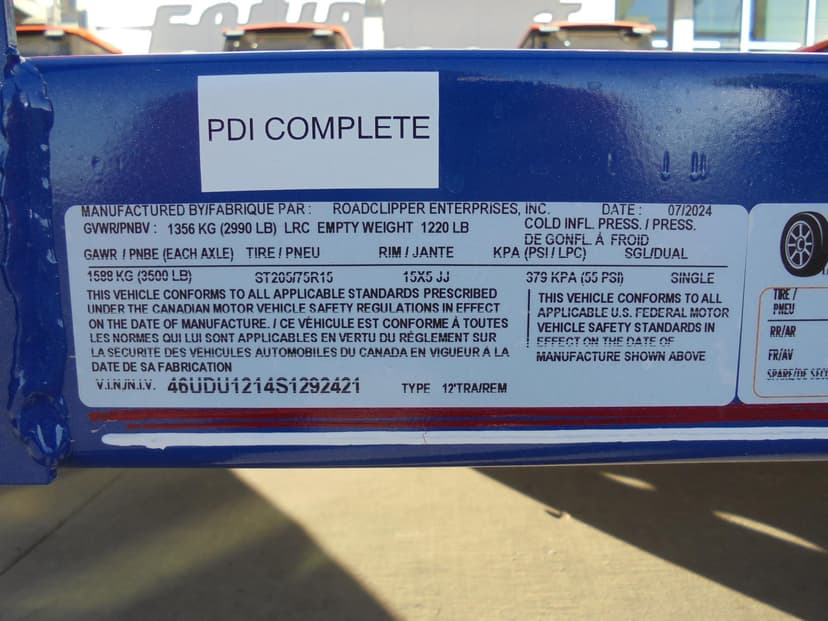 PDI COMPLETE
MANUFACTURED BY/FABRIQUE PAR : ROADCLIPPER ENTERPRISES, INC. DATE : 07/2024
GVWR/PNBV : 1356 KG (2990 LB) LRC EMPTY WEIGHT 1220 LB COLD INFL. PRESS. / PRESS.
DE GONFL. À FROID
GAWR / PNBE (EACH AXLE) TIRE / PNEU RIM / JANTE KPA (PSI / LPC) SGL/DUAL
1588 KG (3500 LB) ST205/75R15 15X5 JJ 379 KPA (55 PSI) SINGLE
THIS VEHICLE CONFORMS TO ALL APPLICABLE STANDARDS PRESCRIBED
UNDER THE CANADIAN MOTOR VEHICLE SAFETY REGULATIONS IN EFFECT
ON THE DATE OF MANUFACTURE. / CE VÉHICULE EST CONFORME À TOUTES
LES NORMES QUI LUI SONT APPLICABLES EN VERTU DU RÉGLEMENT SUR
LA SÉCURITÉ DES VÉHICULES AUTOMOBILES DU CANADA EN VIGUEUR À LA
DATE DE SA FABRICATION
THIS VEHICLE CONFORMS TO ALL
APPLICABLE U.S. FEDERAL MOTOR
VEHICLE SAFETY STANDARDS IN
EFFECT ON THE DATE OF
MANUFACTURE SHOWN ABOVE
V.I.N./N.I.V. 46UDU1214S1292421 TYPE 12'TRA/REM
TIRE /
PNEU
RR/AR
FR/AV
SPARE/DE SECO